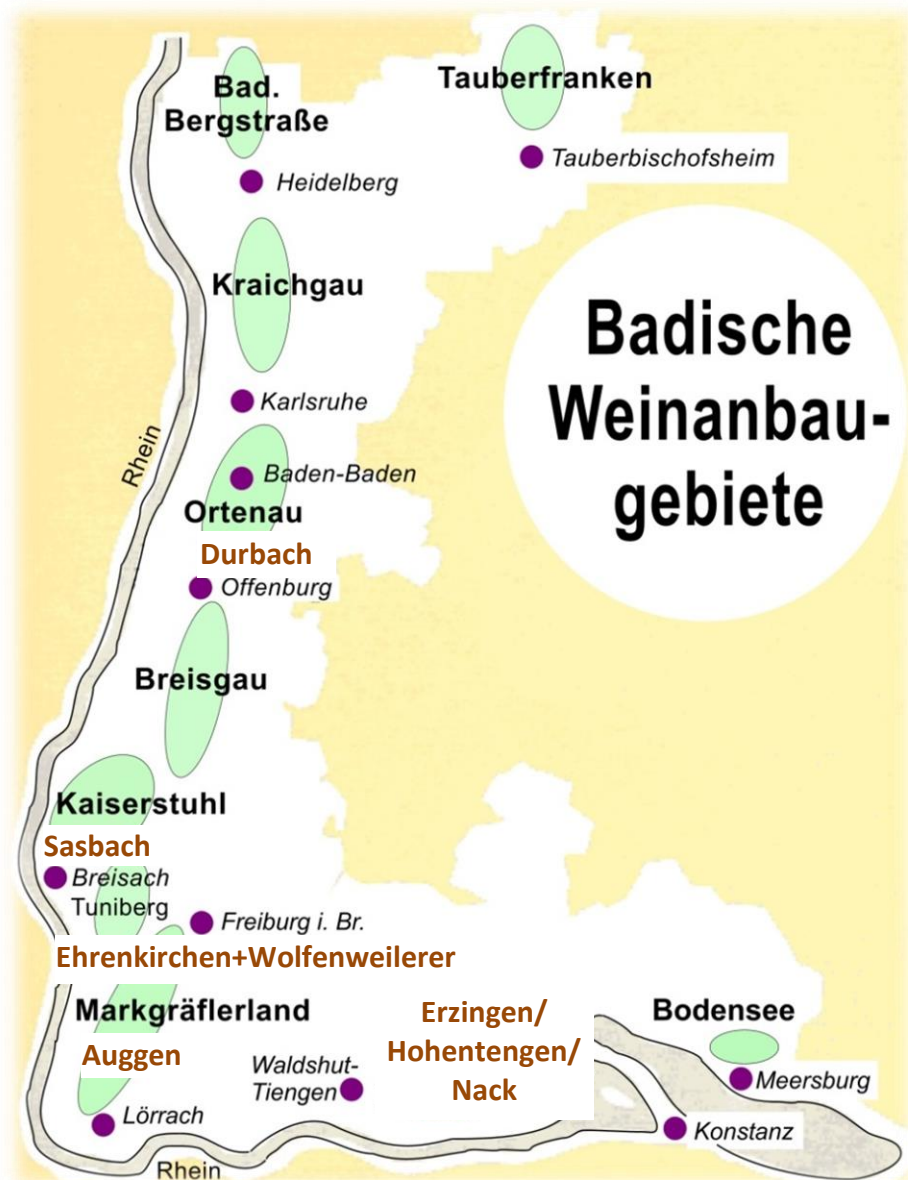 Bad.
Bergstraße
Tauberfranken
Tauberbischofsheim
Heidelberg
Kraichgau
Badische
Weinanbau-
gebiete
Karlsruhe
Rhein
Baden-Baden
Ortenau
Durbach
Offenburg
Breisgau
Kaiserstuhl
Sasbach
Breisach
Tuniberg
Freiburg i. Br.
Ehrenkirchen+Wolfenweilerer
Markgräflerland
Erzingen/
Hohentengen/
Nack
Bodensee
Auggen
Waldshut-
Tiengen
Meersburg
Lörrach
Konstanz
Rhein